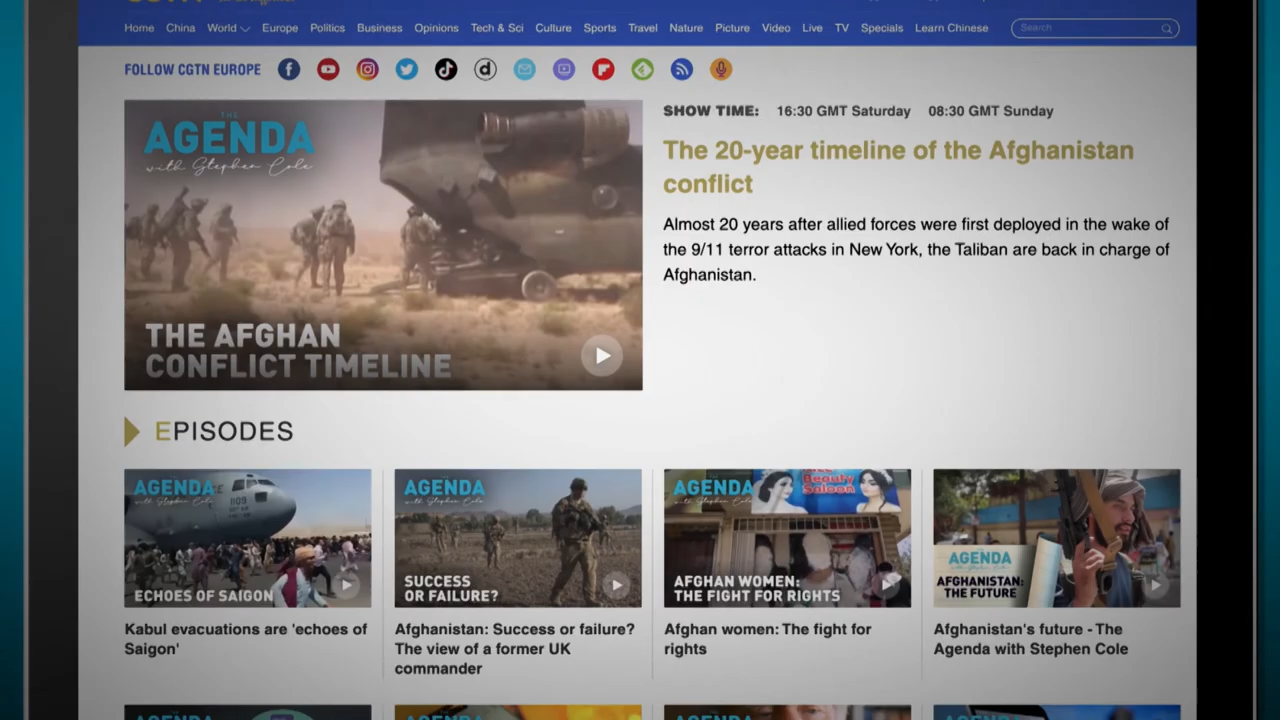 Home China World Europe Politics Business Opinions Tech & Sci Culture Sports Travel Nature Picture Video Live TV Specials Learn Chinese Search
FOLLOW CGTN EUROPE
THE
AGENDA
with Stephen Cole
THE AFGHAN
CONFLICT TIMELINE
SHOW TIME: 16:30 GMT Saturday 08:30 GMT Sunday
The 20-year timeline of the Afghanistan
conflict
Almost 20 years after allied forces were first deployed in the wake of
the 9/11 terror attacks in New York, the Taliban are back in charge of
Afghanistan.
EPISODES
AGENDA
with Stephen Cole
1109
ECHOES OF SAIGON
Kabul evacuations are 'echoes of
Saigon'
AGENDA
with Stephen Cole
SUCCESS
OR FAILURE?
Afghanistan: Success or failure?
The view of a former UK
commander
AGENDA
with Stephen Cole
Beauty
Saloon
AFGHAN WOMEN:
THE FIGHT FOR RIGHTS
Afghan women: The fight for
rights
AGENDA
with Stephen Cole
AFGHANISTAN:
THE FUTURE
Afghanistan's future - The
Agenda with Stephen Cole